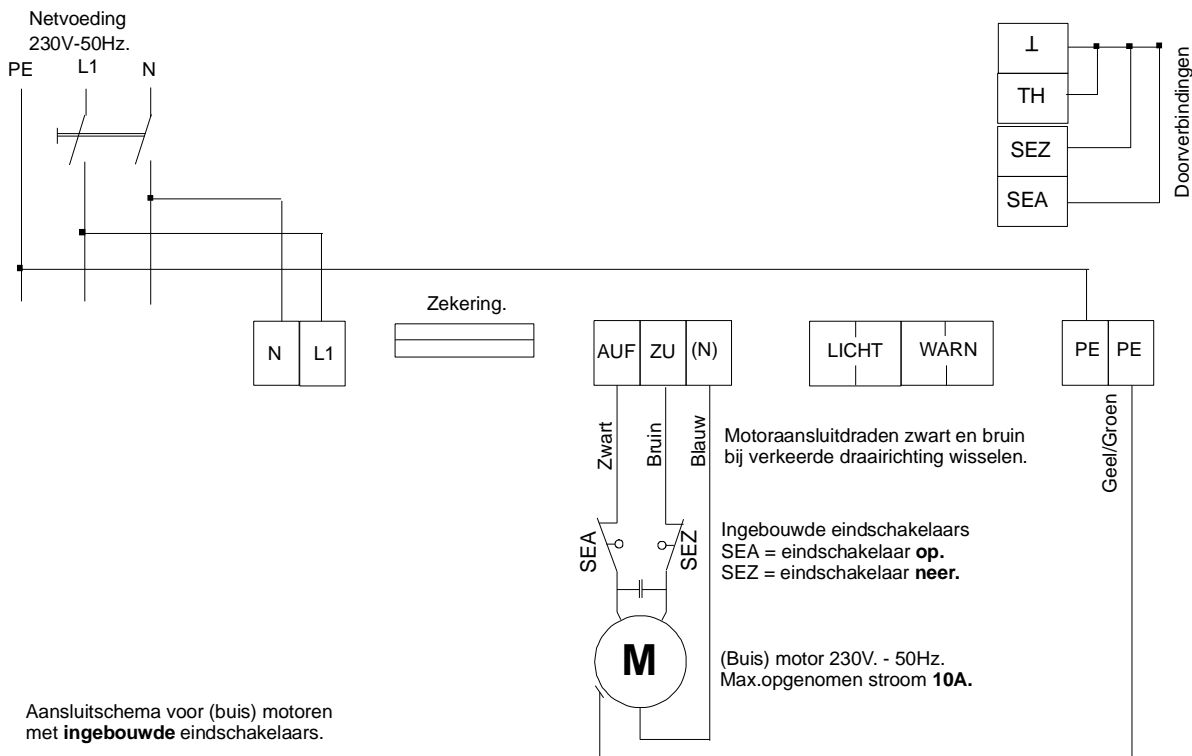 Netvoeding
230V-50Hz.
PE L1 N
⊥
TH
SEZ
SEA
Doorverbindingen
Zekering.
N L1
AUF ZU (N)
LICHT WARN
PE PE
Zwart
Bruin
Blauw
Geel/Groen
Motoraansluitdraden zwart en bruin
bij verkeerde draairichting wisselen.
SEA
SEZ
Ingebouwde eindschakelaars
SEA = eindschakelaar op.
SEZ = eindschakelaar neer.
M
(Buis) motor 230V. - 50Hz.
Max.opgenomen stroom 10A.
Aansluitschema voor (buis) motoren
met ingebouwde eindschakelaars.